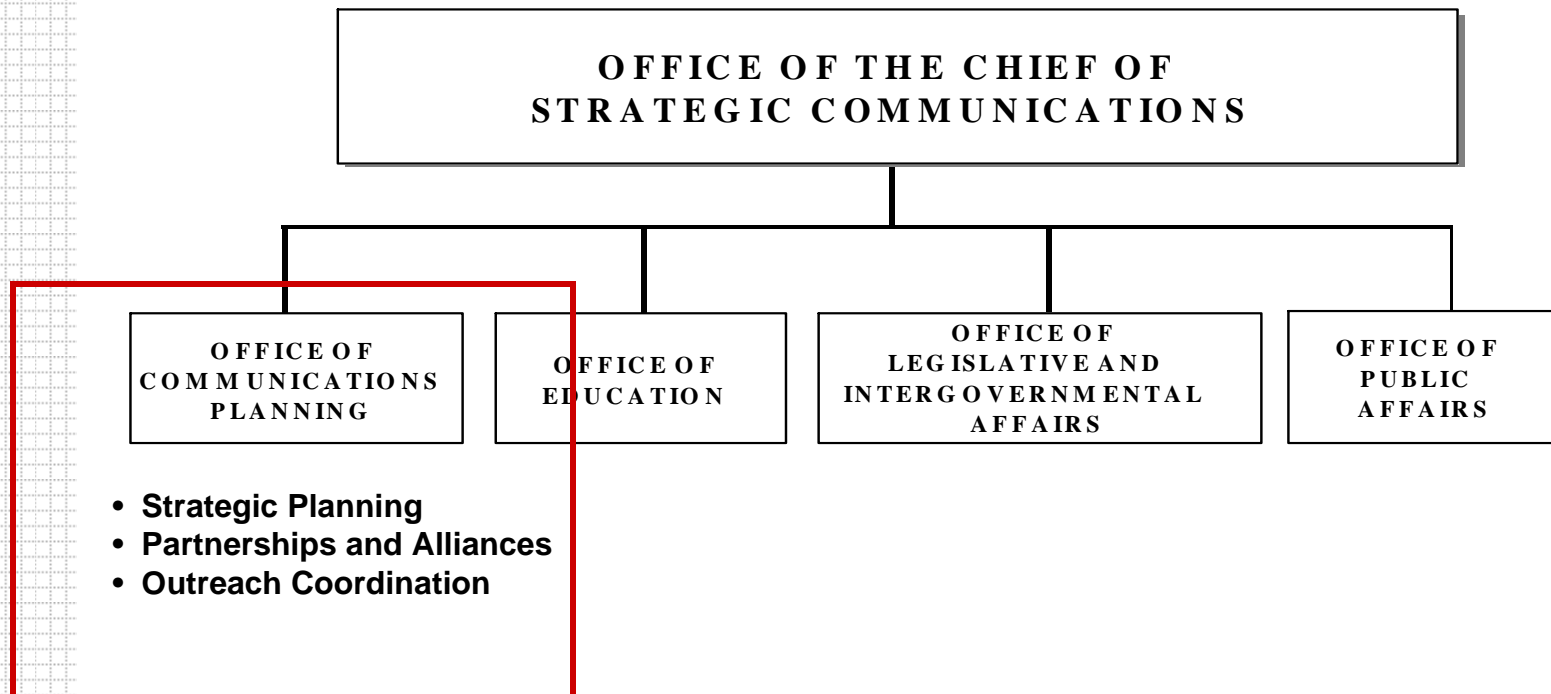 OFFICE OF THE CHIEF OF
STRATEGIC COMMUNICATIONS
OFFICE OF
COMMUNICATIONS
PLANNING
OFFICE OF
EDUCATION
OFFICE OF
LEGISLATIVE AND
INTERGOVERNMENTAL
AFFAIRS
OFFICE OF
PUBLIC
AFFAIRS
• Strategic Planning
• Partnerships and Alliances
• Outreach Coordination